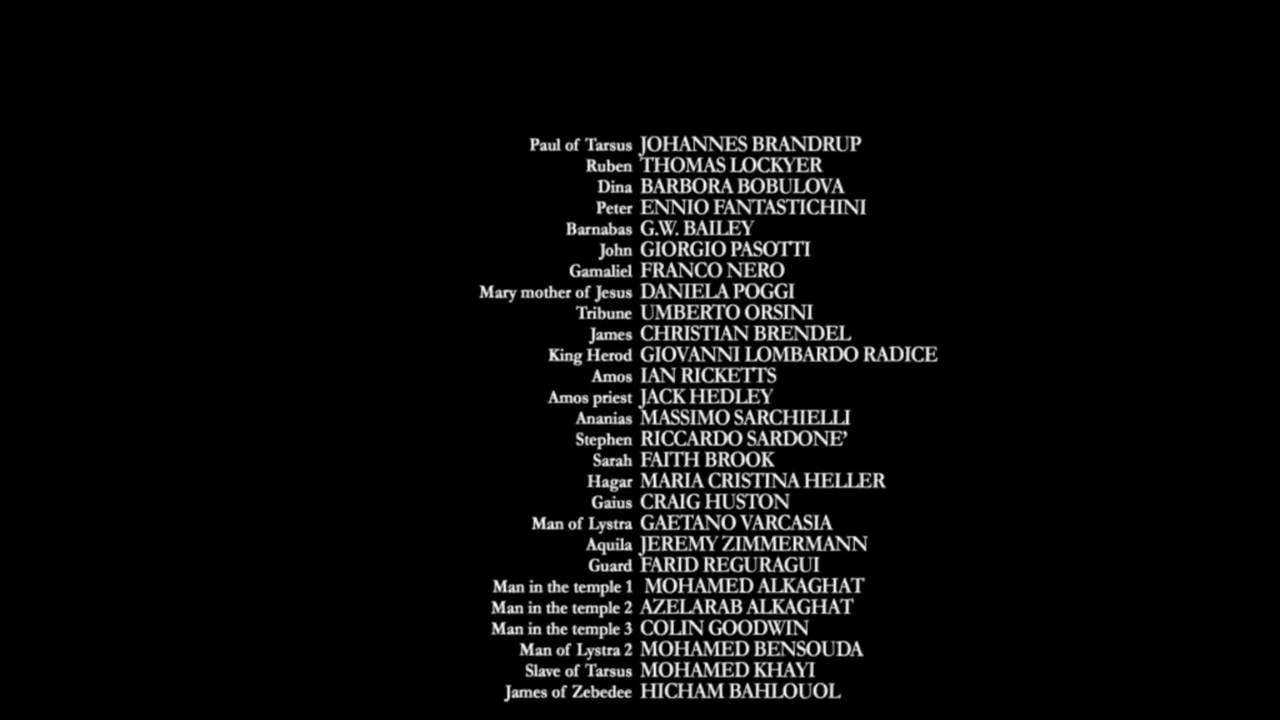 Paul of Tarsus JOHANNES BRANDRUP
Ruben THOMAS LOCKYER
Dina BARBORA BOBULOVA
Peter ENNIO FANTASTICHINI
Barnabas G.W. BAILEY
John GIORGIO PASOTTI
Gamaliel FRANCO NERO
Mary mother of Jesus DANIELA POGGI
Tribune UMBERTO ORSINI
James CHRISTIAN BRENDEL
King Herod GIOVANNI LOMBARDO RADICE
Amos IAN RICKETTS
Amos priest JACK HEDLEY
Ananias MASSIMO SARCHIELLI
Stephen RICCARDO SARDONE'
Sarah FAITH BROOK
Hagar MARIA CRISTINA HELLER
Gaius CRAIG HUSTON
Man of Lystra GAETANO VARCASIA
Aquila JEREMY ZIMMERMANN
Guard FARID REGURAGUI
Man in the temple 1 MOHAMED ALKAGHAT
Man in the temple 2 AZELARAB ALKAGHAT
Man in the temple 3 COLIN GOODWIN
Man of Lystra 2 MOHAMED BENSOUDA
Slave of Tarsus MOHAMED KHAYI
James of Zebedee HICHAM BAHLOUOL